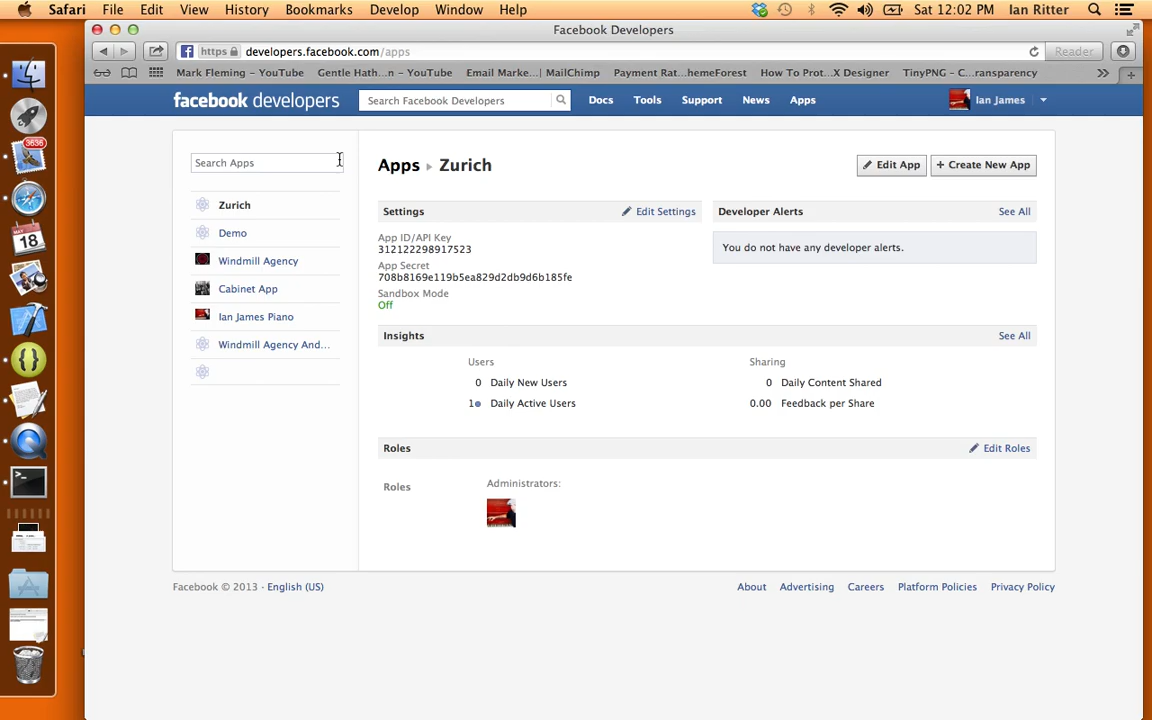 Safari File Edit View History Bookmarks Develop Window Help Sat 12:02 PM Ian Ritter
Facebook Developers
https developers.facebook.com/apps Reader
Mark Fleming – YouTube Gentle Hath...n – YouTube Email Marke... | MailChimp Payment Rat...hemeForest How To Prot...X Designer TinyPNG – C...ransparency
facebook developers Search Facebook Developers Docs Tools Support News Apps Ian James
Search Apps
Zurich
Demo
Windmill Agency
Cabinet App
Ian James Piano
Windmill Agency And...
Apps ▸ Zurich Edit App + Create New App
Settings Edit Settings
App ID/API Key
312122298917523
App Secret
708b8169e119b5ea829d2db9d6b185fe
Sandbox Mode
Off
Developer Alerts See All
You do not have any developer alerts.
Insights See All
Users
0 Daily New Users
1 Daily Active Users
Sharing
0 Daily Content Shared
0.00 Feedback per Share
Roles Edit Roles
Roles
Administrators:
Facebook © 2013 · English (US)
About Advertising Careers Platform Policies Privacy Policy
3636
MAY
18